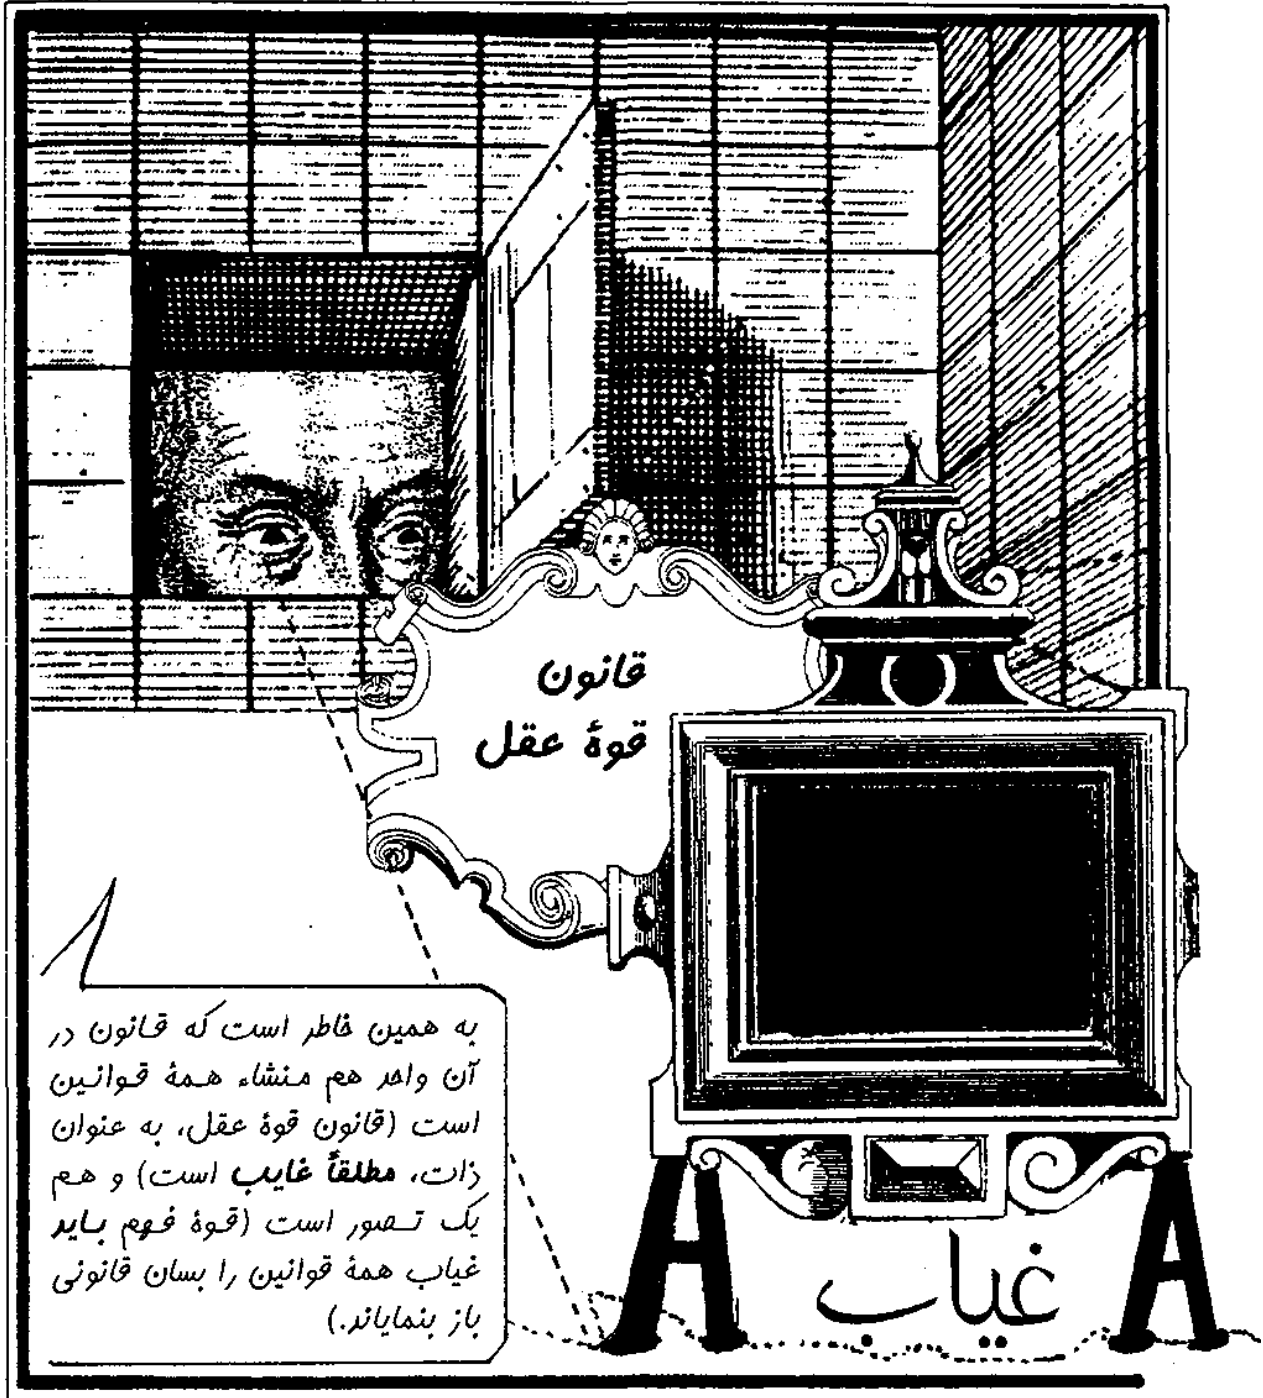 قانون
قوهٔ عقل
به همین خاطر است که قانون در
آن واحد هم منشاء همهٔ قوانین
است (قانون قوهٔ عقل، به عنوان
ذات، مطلقاً غایب است) و هم
یک تصور است (قوهٔ فهم باید
غیاب همهٔ قوانین را بسان قانونی
باز بنمایاند.)
غیاب